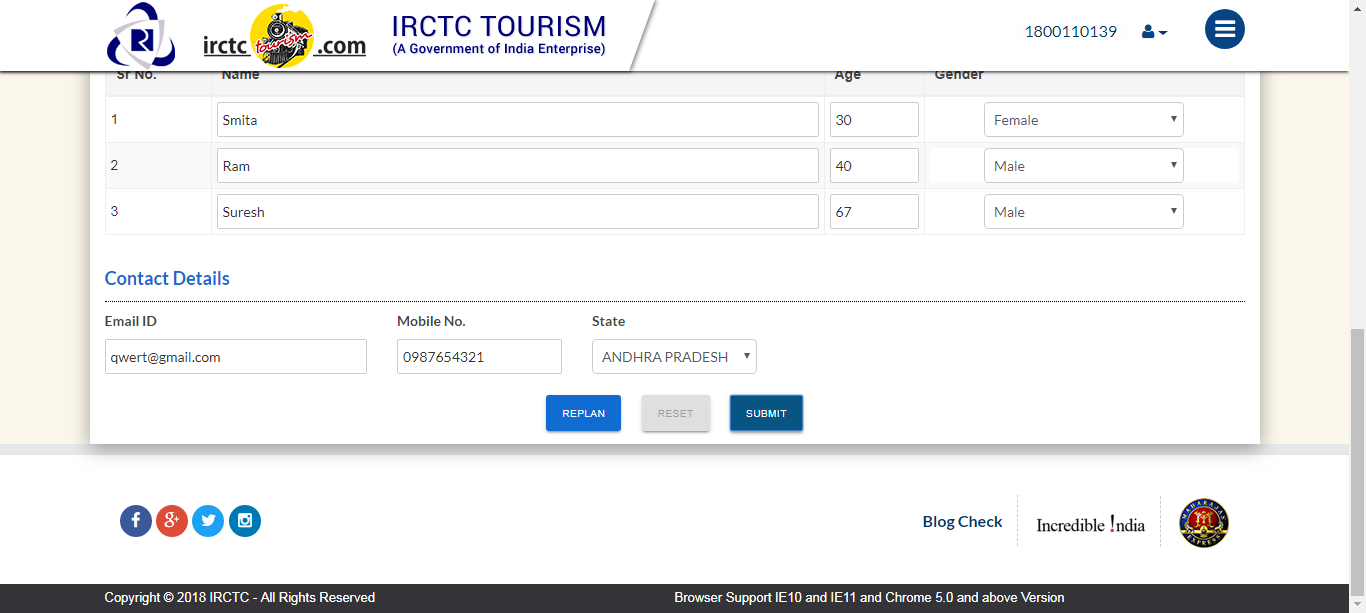 IRCTC TOURISM
(A Government of India Enterprise)
irctc tourism .com
1800110139
Sr No. Name Age Gender
1 Smita 30 Female
2 Ram 40 Male
3 Suresh 67 Male
Contact Details
Email ID Mobile No. State
qwert@gmail.com 0987654321 ANDHRA PRADESH
REPLAN RESET SUBMIT
Blog Check Incredible !ndia MAHARAJAS' EXPRESS
Copyright © 2018 IRCTC - All Rights Reserved Browser Support IE10 and IE11 and Chrome 5.0 and above Version